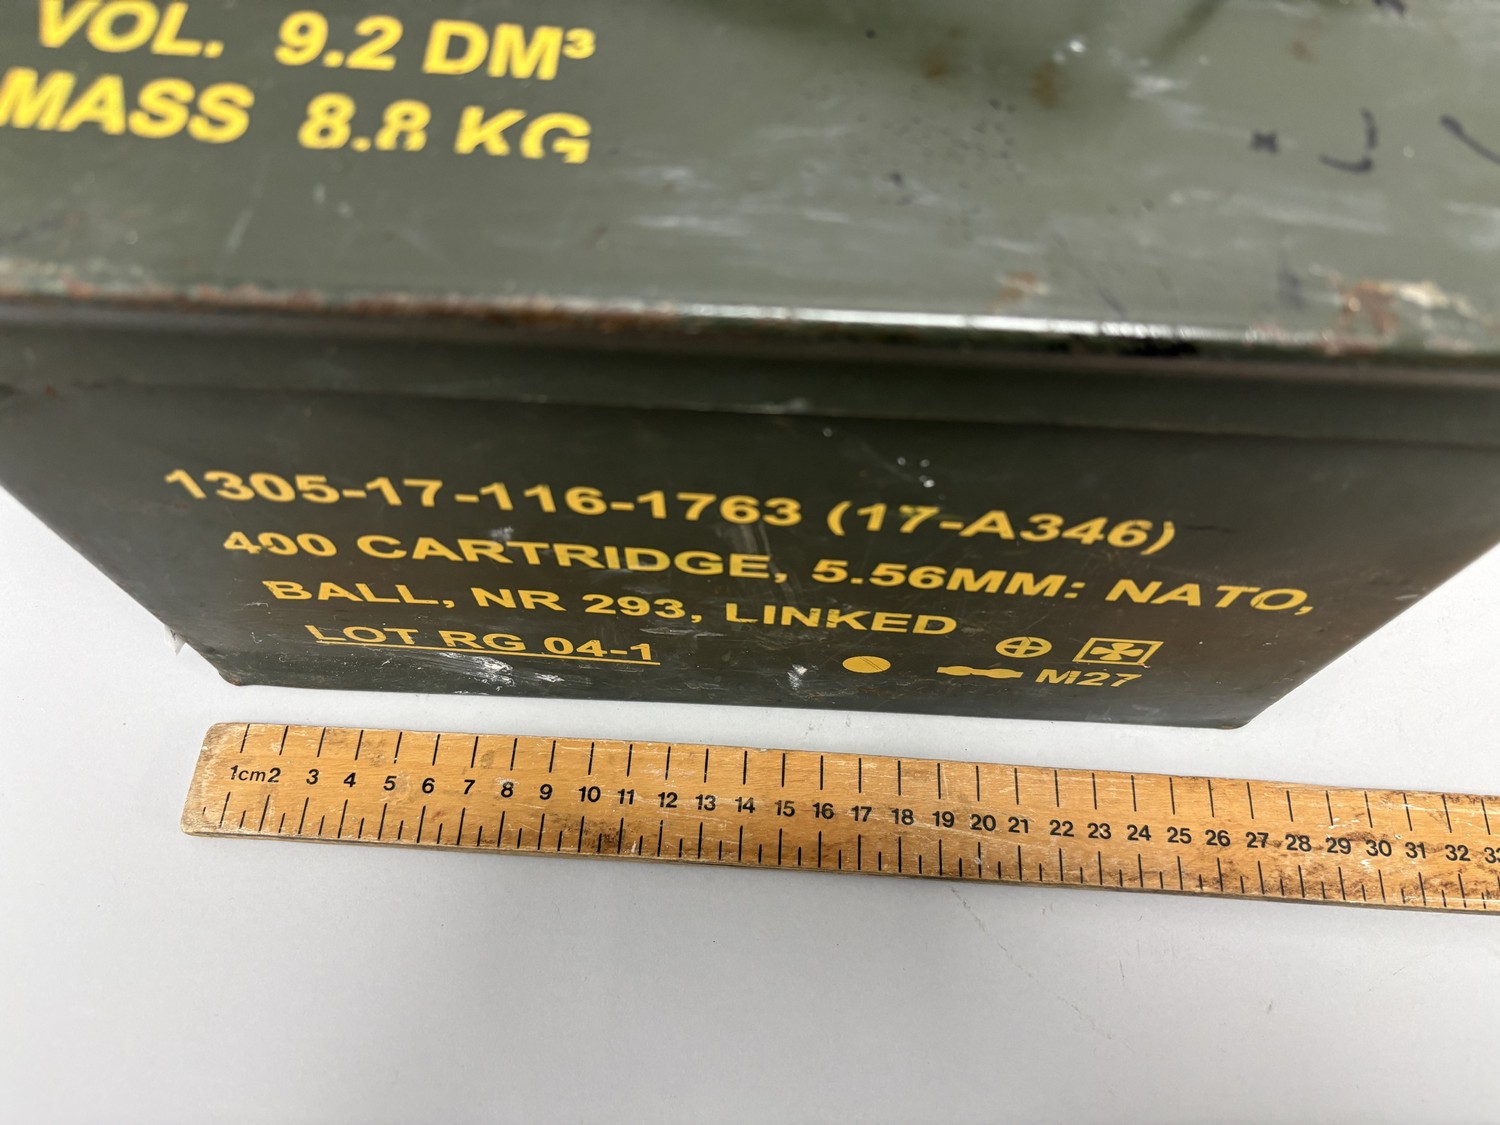 VOL. 9.2 DM³
MASS 8.8 KG
1305-17-116-1763 (17-A346)
400 CARTRIDGE, 5.56MM: NATO,
BALL, NR 293, LINKED
LOT RG 04-1
M27
1cm 2 3 4 5 6 7 8 9 10 11 12 13 14 15 16 17 18 19 20 21 22 23 24 25 26 27 28 29 30 31 32 33